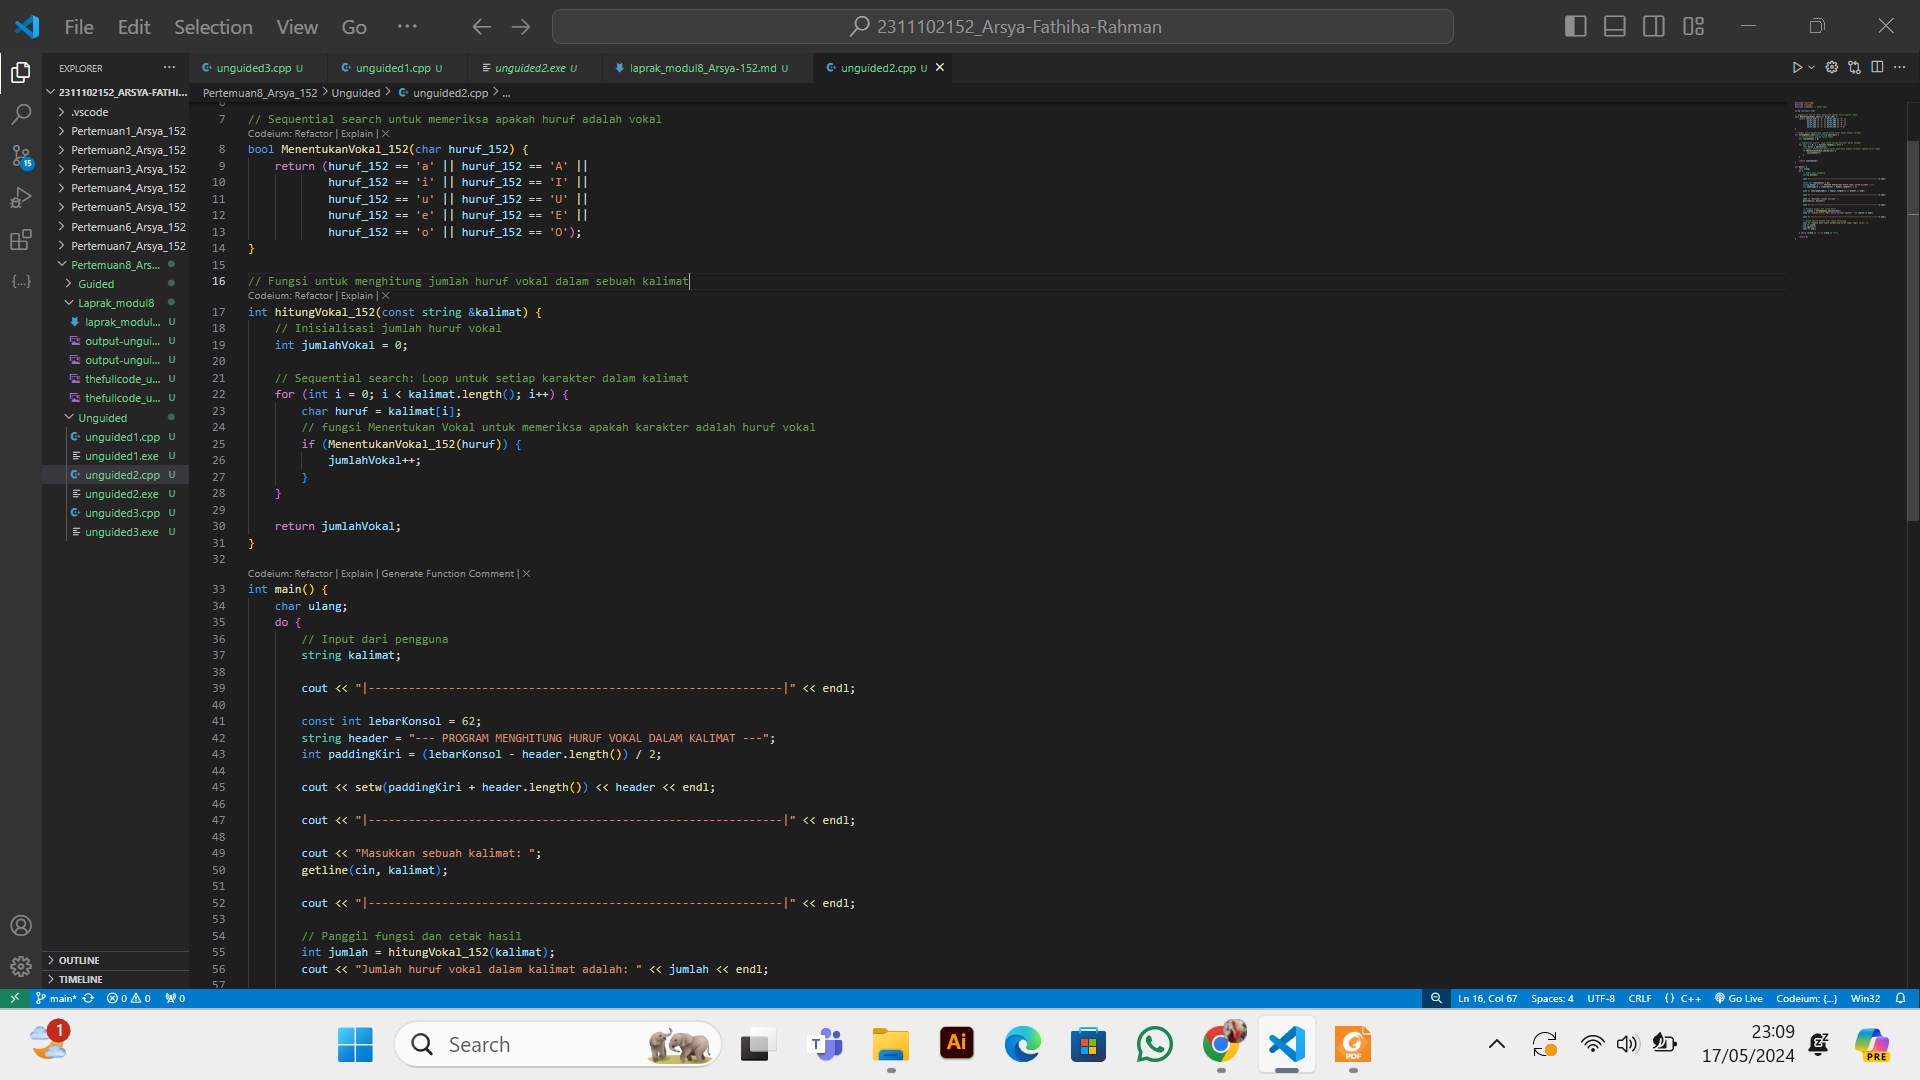 File Edit Selection View Go ···
2311102152_Arsya-Fathiha-Rahman
EXPLORER ···
unguided3.cpp U
unguided1.cpp U
unguided2.exe U
laprak_modul8_Arsya-152.md U
unguided2.cpp U
Pertemuan8_Arsya_152 > Unguided > unguided2.cpp > ...
2311102152_ARSYA-FATHI...
.vscode
Pertemuan1_Arsya_152
Pertemuan2_Arsya_152
Pertemuan3_Arsya_152
Pertemuan4_Arsya_152
Pertemuan5_Arsya_152
Pertemuan6_Arsya_152
Pertemuan7_Arsya_152
Pertemuan8_Ars...
Guided
Laprak_modul8
laprak_modul... U
output-ungui... U
output-ungui... U
thefullcode_u... U
thefullcode_u... U
Unguided
unguided1.cpp U
unguided1.exe U
unguided2.cpp U
unguided2.exe U
unguided3.cpp U
unguided3.exe U
OUTLINE
TIMELINE
15
7 // Sequential search untuk memeriksa apakah huruf adalah vokal
Codeium: Refactor | Explain | X
8 bool MenentukanVokal_152(char huruf_152) {
9 return (huruf_152 == 'a' || huruf_152 == 'A' ||
10 huruf_152 == 'i' || huruf_152 == 'I' ||
11 huruf_152 == 'u' || huruf_152 == 'U' ||
12 huruf_152 == 'e' || huruf_152 == 'E' ||
13 huruf_152 == 'o' || huruf_152 == 'O');
14 }
15
16 // Fungsi untuk menghitung jumlah huruf vokal dalam sebuah kalimat
Codeium: Refactor | Explain | X
17 int hitungVokal_152(const string &kalimat) {
18 // Inisialisasi jumlah huruf vokal
19 int jumlahVokal = 0;
20
21 // Sequential search: Loop untuk setiap karakter dalam kalimat
22 for (int i = 0; i < kalimat.length(); i++) {
23 char huruf = kalimat[i];
24 // fungsi Menentukan Vokal untuk memeriksa apakah karakter adalah huruf vokal
25 if (MenentukanVokal_152(huruf)) {
26 jumlahVokal++;
27 }
28 }
29
30 return jumlahVokal;
31 }
32
Codeium: Refactor | Explain | Generate Function Comment | X
33 int main() {
34 char ulang;
35 do {
36 // Input dari pengguna
37 string kalimat;
38
39 cout << "|--------------------------------------------------------------|" << endl;
40
41 const int lebarKonsol = 62;
42 string header = "--- PROGRAM MENGHITUNG HURUF VOKAL DALAM KALIMAT ---";
43 int paddingKiri = (lebarKonsol - header.length()) / 2;
44
45 cout << setw(paddingKiri + header.length()) << header << endl;
46
47 cout << "|--------------------------------------------------------------|" << endl;
48
49 cout << "Masukkan sebuah kalimat: ";
50 getline(cin, kalimat);
51
52 cout << "|--------------------------------------------------------------|" << endl;
53
54 // Panggil fungsi dan cetak hasil
55 int jumlah = hitungVokal_152(kalimat);
56 cout << "Jumlah huruf vokal dalam kalimat adalah: " << jumlah << endl;
57
main* 0 0 0
Ln 16, Col 67 Spaces: 4 UTF-8 CRLF {} C++ Go Live Codeium: {...} Win32
1
Search
T
Ai
PDF
23:09
17/05/2024
PRE